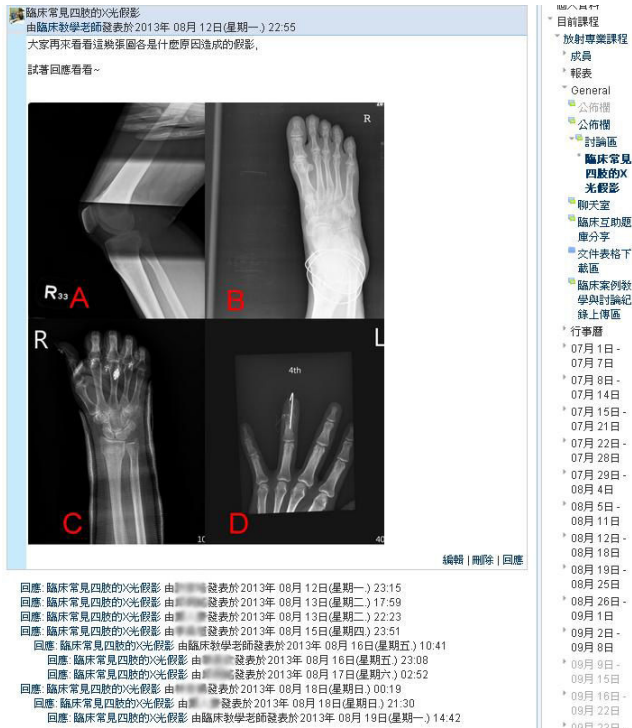 臨床常見四肢的X光假影
由臨床教學老師發表於2013年 08月 12日(星期一.) 22:55
大家再來看看這幾張圖各是什麼原因造成的假影,
試著回應看看~
R
R33 A
B
R
L
4th
C
10
D
40
編輯 | 刪除 | 回應
回應: 臨床常見四肢的X光假影 由 發表於2013年 08月 12日(星期一.) 23:15
回應: 臨床常見四肢的X光假影 由 發表於2013年 08月 13日(星期二.) 17:59
回應: 臨床常見四肢的X光假影 由 發表於2013年 08月 13日(星期二.) 22:23
回應: 臨床常見四肢的X光假影 由 發表於2013年 08月 15日(星期四.) 23:51
回應: 臨床常見四肢的X光假影 由臨床教學老師發表於2013年 08月 16日(星期五.) 10:41
回應: 臨床常見四肢的X光假影 由 發表於2013年 08月 16日(星期五.) 23:08
回應: 臨床常見四肢的X光假影 由 發表於2013年 08月 17日(星期六.) 02:52
回應: 臨床常見四肢的X光假影 由 發表於2013年 08月 18日(星期日.) 00:19
回應: 臨床常見四肢的X光假影 由 發表於2013年 08月 18日(星期日.) 21:30
回應: 臨床常見四肢的X光假影 由臨床教學老師發表於2013年 08月 19日(星期一.) 14:42
目前課程
放射專業課程
成員
報表
General
公佈欄
公佈欄
討論區
臨床常見
四肢的X
光假影
聊天室
臨床互助題
庫分享
文件表格下
載區
臨床案例教
學與討論紀
錄上傳區
行事曆
07月 1日 -
07月 7日
07月 8日 -
07月 14日
07月 15日 -
07月 21日
07月 22日 -
07月 28日
07月 29日 -
08月 4日
08月 5日 -
08月 11日
08月 12日 -
08月 18日
08月 19日 -
08月 25日
08月 26日 -
09月 1日
09月 2日 -
09月 8日
09月 9日 -
09月 15日
09月 16日 -
09月 22日